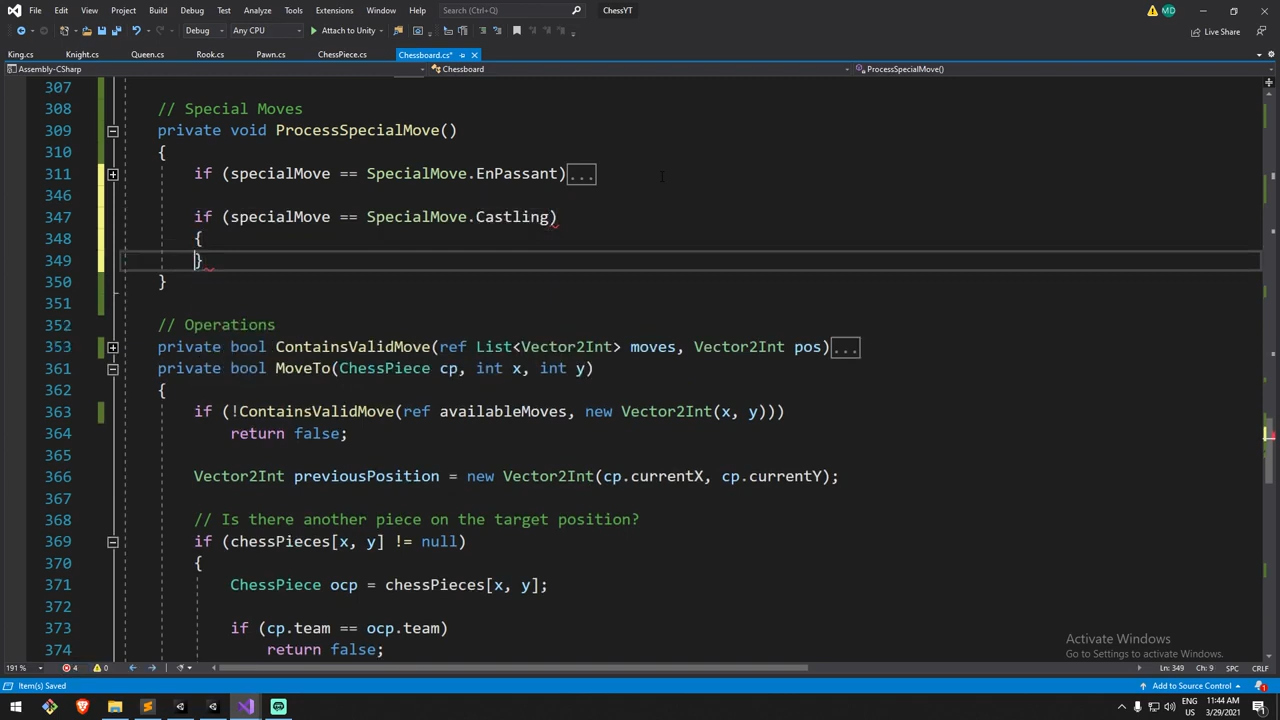 File Edit View Project Build Debug Test Analyze Tools Extensions Window Help Search (Ctrl+Q) ChessYT MD
Debug Any CPU Attach to Unity Live Share
King.cs Knight.cs Queen.cs Rook.cs Pawn.cs ChessPiece.cs Chessboard.cs*
Assembly-CSharp Chessboard ProcessSpecialMove()
307
308 // Special Moves
309 private void ProcessSpecialMove()
310 {
311 if (specialMove == SpecialMove.EnPassant)...
346
347 if (specialMove == SpecialMove.Castling)
348 {
349 }
350 }
351
352 // Operations
353 private bool ContainsValidMove(ref List<Vector2Int> moves, Vector2Int pos)...
361 private bool MoveTo(ChessPiece cp, int x, int y)
362 {
363 if (!ContainsValidMove(ref availableMoves, new Vector2Int(x, y)))
364 return false;
365
366 Vector2Int previousPosition = new Vector2Int(cp.currentX, cp.currentY);
367
368 // Is there another piece on the target position?
369 if (chessPieces[x, y] != null)
370 {
371 ChessPiece ocp = chessPieces[x, y];
372
373 if (cp.team == ocp.team)
374 return false;
Activate Windows
Go to Settings to activate Windows.
191 % 4 0 Ln: 349 Ch: 9 SPC CRLF
Item(s) Saved Add to Source Control 1
ENG 11:44 AM
US 3/29/2021 1